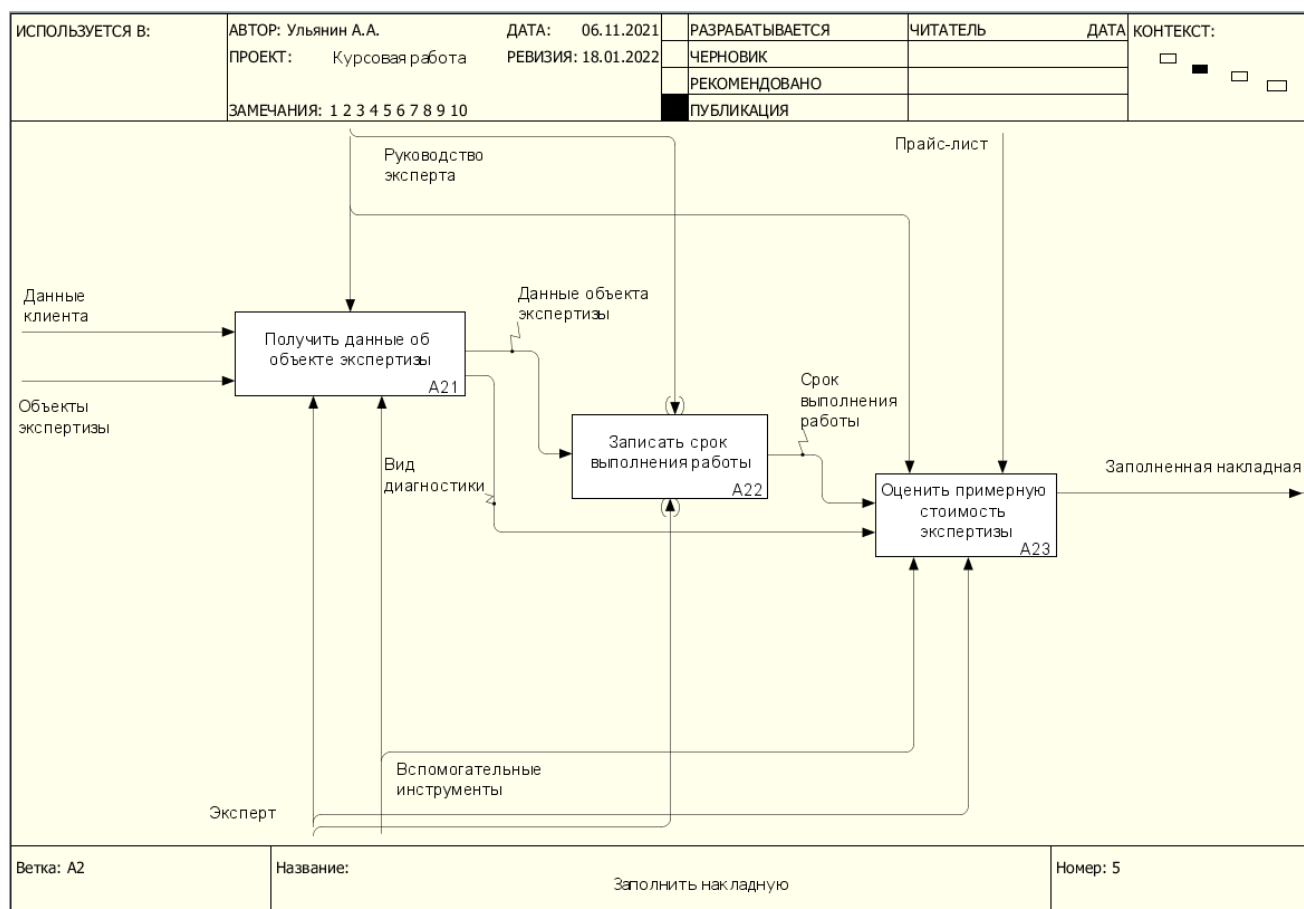 ИСПОЛЬЗУЕТСЯ В:
АВТОР: Ульянин А.А.
ДАТА: 06.11.2021
ПРОЕКТ: Курсовая работа
РЕВИЗИЯ: 18.01.2022
ЗАМЕЧАНИЯ: 1 2 3 4 5 6 7 8 9 10
РАЗРАБАТЫВАЕТСЯ
ЧЕРНОВИК
РЕКОМЕНДОВАНО
ПУБЛИКАЦИЯ
ЧИТАТЕЛЬ
ДАТА
КОНТЕКСТ:
Руководство
эксперта
Прайс-лист
Данные
клиента
Объекты
экспертизы
Получить данные об
объекте экспертизы
A21
Данные объекта
экспертизы
Вид
диагностики
Записать срок
выполнения работы
A22
Срок
выполнения
работы
Оценить примерную
стоимость
экспертизы
A23
Заполненная накладная
Вспомогательные
инструменты
Эксперт
Ветка: A2
Название:
Заполнить накладную
Номер: 5